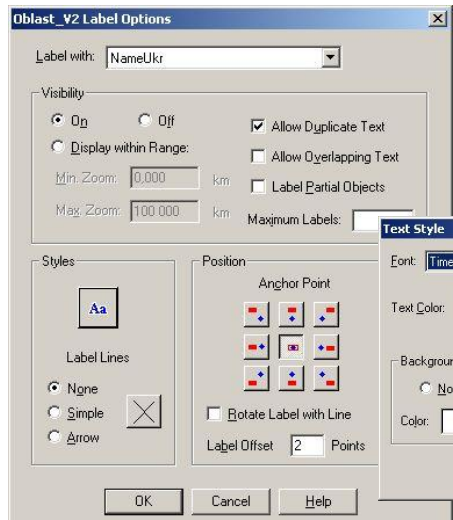 Oblast_V2 Label Options
Label with: NameUkr
Visibility
On Off
Display within Range:
Min. Zoom: 0,000 km
Max. Zoom: 100 000 km
Allow Duplicate Text
Allow Overlapping Text
Label Partial Objects
Maximum Labels:
Styles
Aa
Label Lines
None
Simple
Arrow
Position
Anchor Point
Rotate Label with Line
Label Offset 2 Points
OK Cancel Help
Text Style
Font: Time
Text Color:
Backgroun
No
Color: